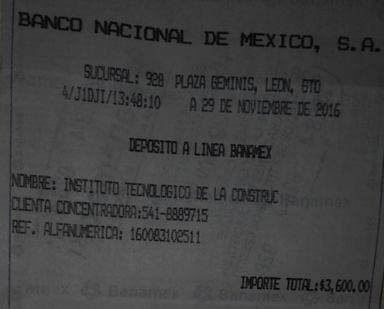 BANCO NACIONAL DE MEXICO, S.A.
SUCURSAL: 928 PLAZA GEMINIS, LEON, GTO
4/J1DJI/13:48:10 A 29 DE NOVIEMBRE DE 2016
DEPOSITO A LINEA BANAMEX
NOMBRE: INSTITUTO TECNOLOGICO DE LA CONSTRUC
CUENTA CONCENTRADORA:541-8889715
REF. ALFANUMERICA: 160083102511
IMPORTE TOTAL:$3,600.00